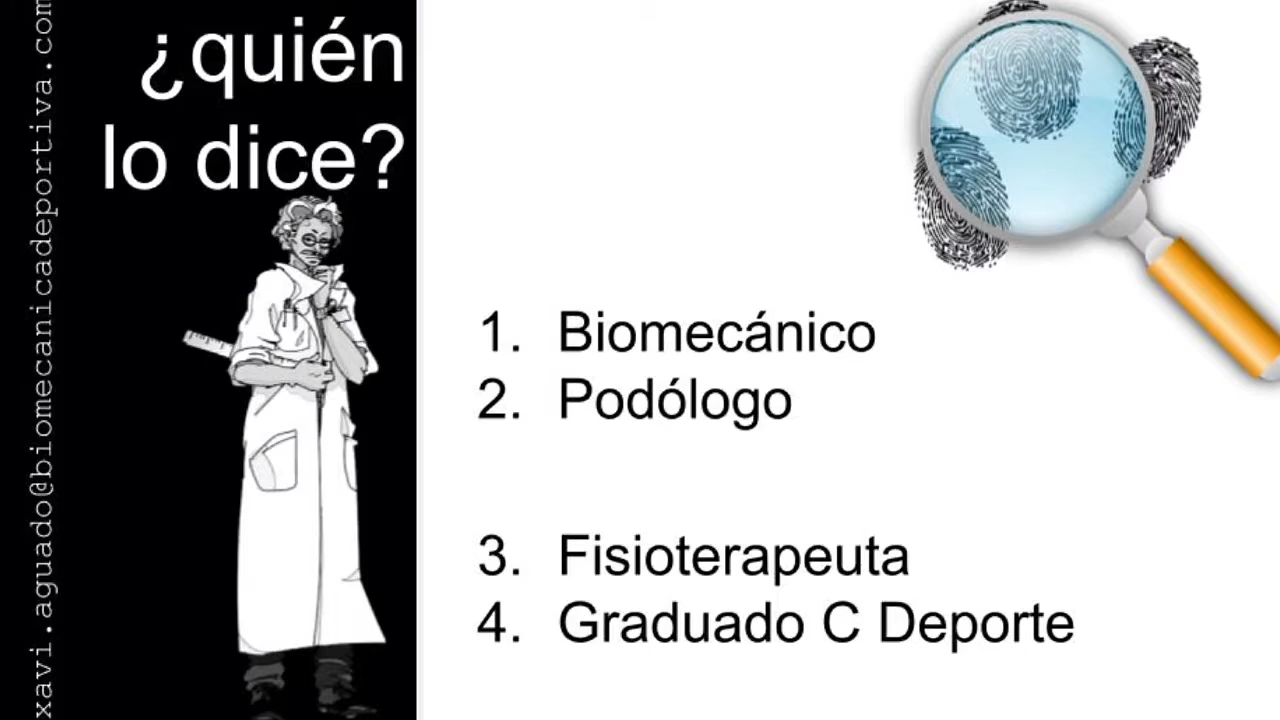 ¿quién
lo dice?
xavi.aguado@biomecanicadeportiva.com
1. Biomecánico
2. Podólogo
3. Fisioterapeuta
4. Graduado C Deporte